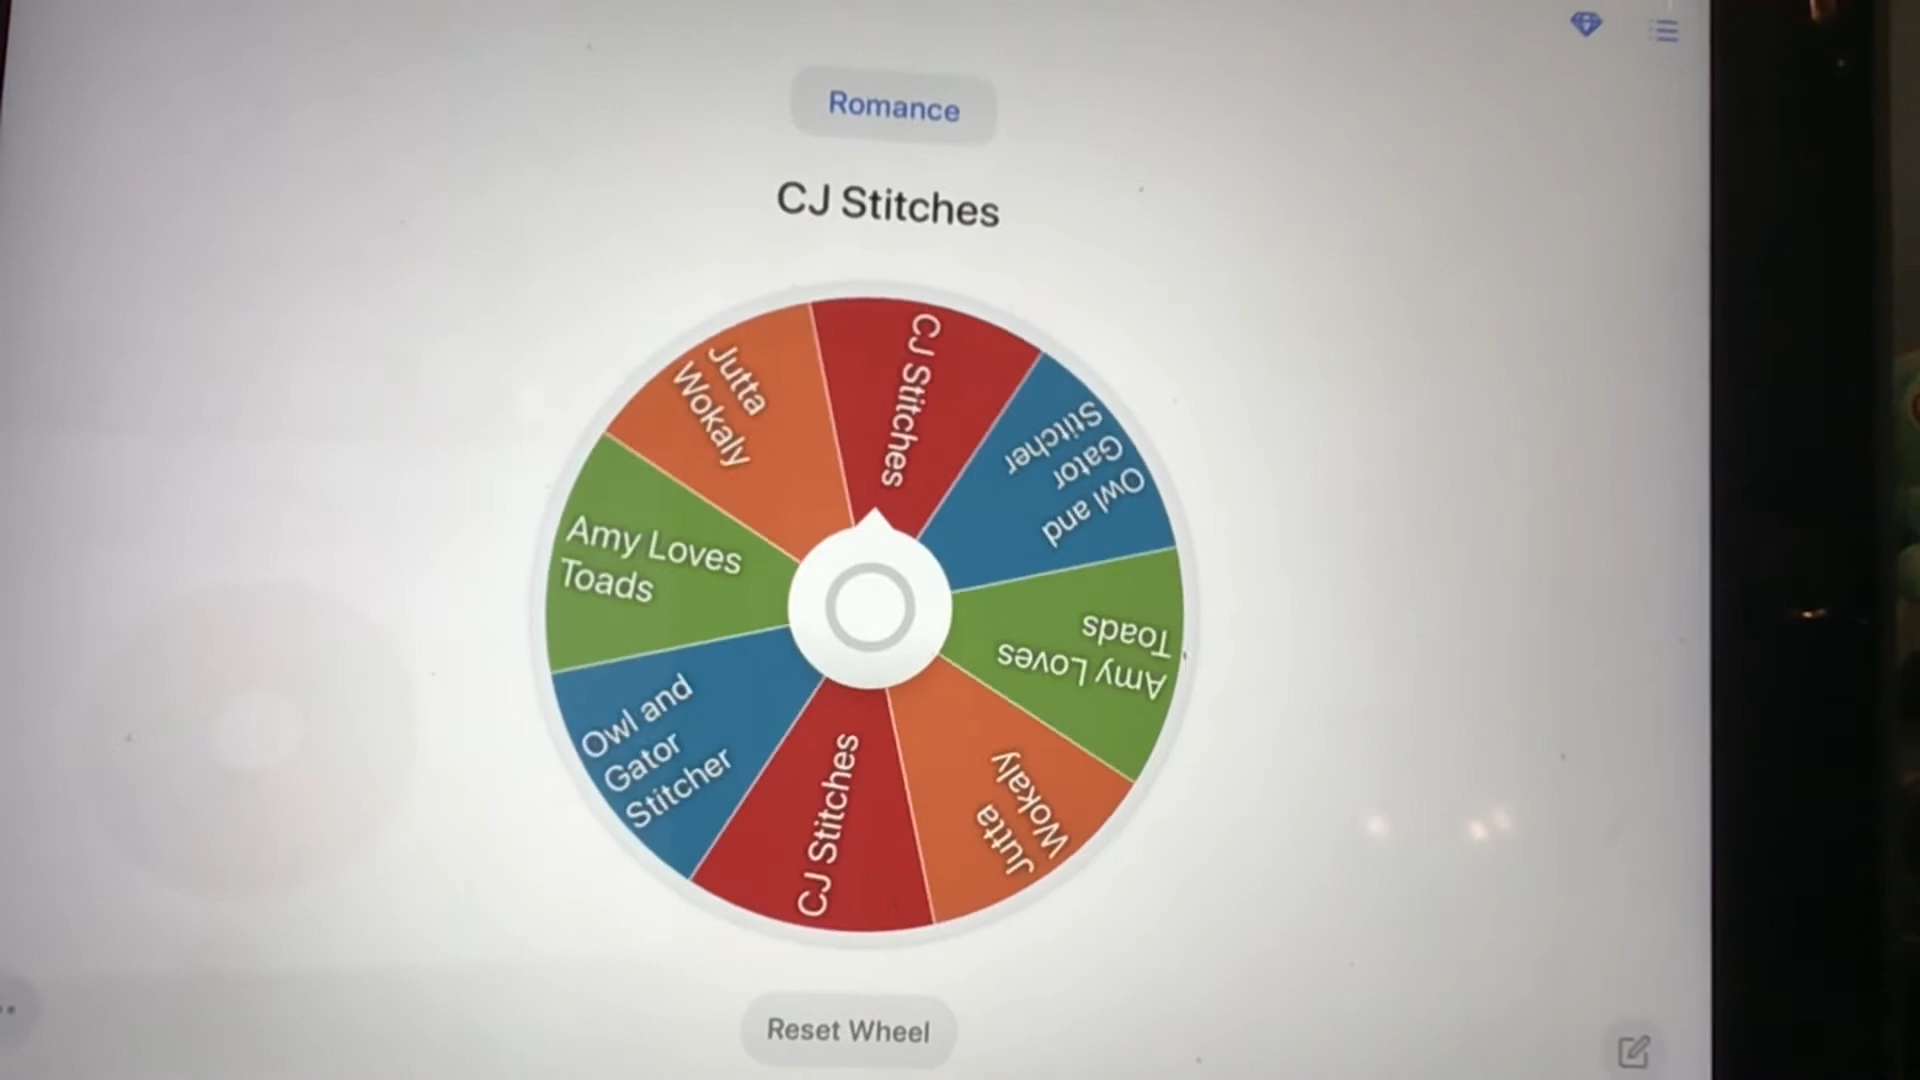 Romance
CJ Stitches
CJ Stitches
Owl and
Gator
Stitcher
Amy Loves
Toads
Jutta
Wokaly
CJ Stitches
Owl and
Gator
Stitcher
Amy Loves
Toads
Jutta
Wokaly
Reset Wheel